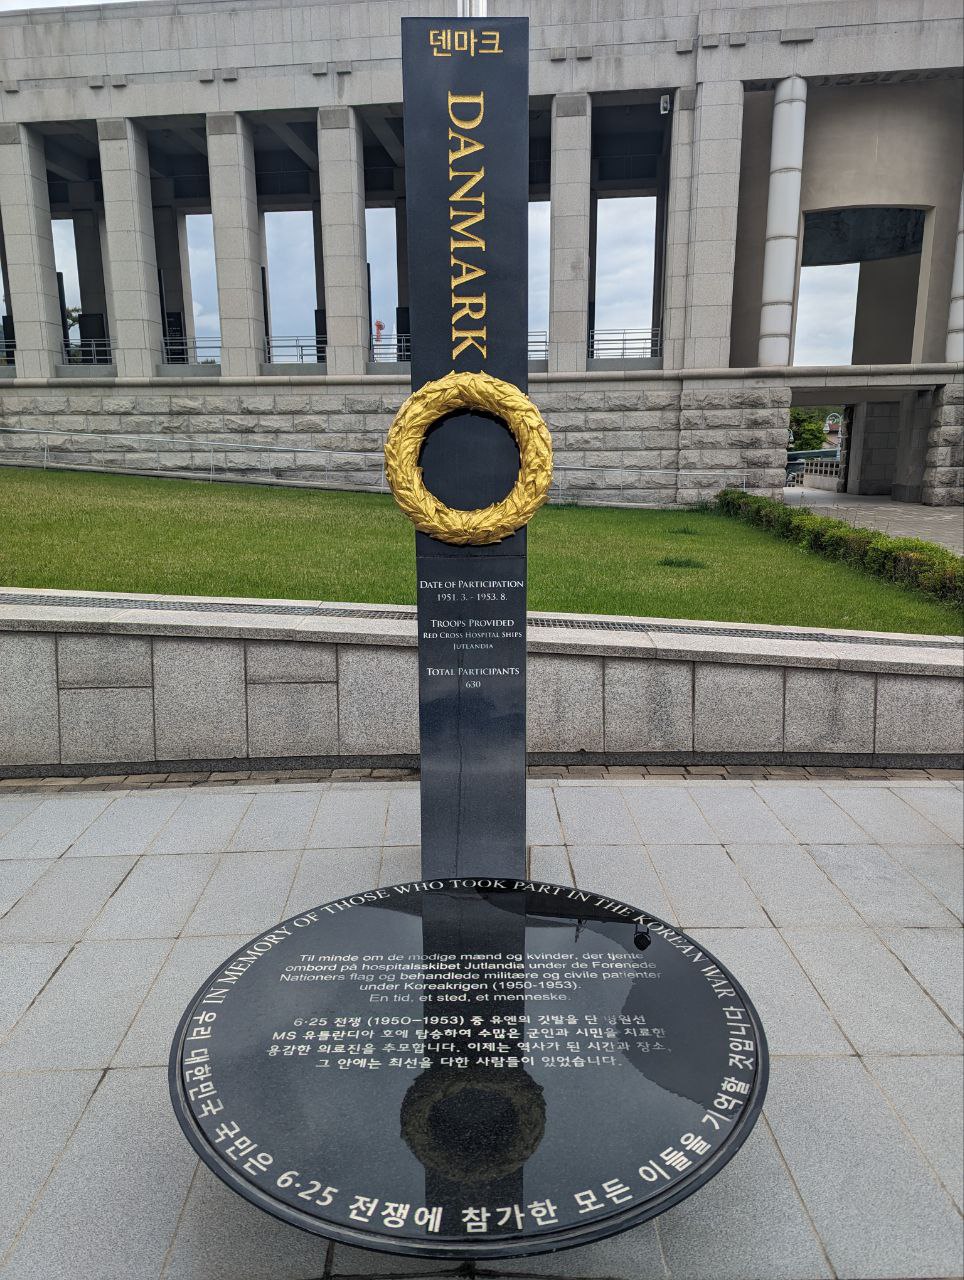 덴마크
DANMARK
DATE OF PARTICIPATION
1951. 3. - 1953. 8.
TROOPS PROVIDED
RED CROSS HOSPITAL SHIPS
JUTLANDIA
TOTAL PARTICIPANTS
630
IN MEMORY OF THOSE WHO TOOK PART IN THE KOREAN WAR
Til minde om de modige mænd og kvinder, der tjente
ombord på hospitalsskibet Jutlandia under de Forenede
Nationers flag og behandlede militære og civile patienter
under Koreakrigen (1950-1953).
En tid, et sted, et menneske.
6·25 전쟁 (1950-1953) 중 유엔의 깃발을 단 병원선
MS 유틀란디아 호에 탑승하여 수많은 군인과 시민을 치료한
용감한 의료진을 추모합니다. 이제는 역사가 된 시간과 장소,
그 안에는 최선을 다한 사람들이 있었습니다.
우리 대한민국 국민은 6·25 전쟁에 참가한 모든 이들을 기억할 것입니다